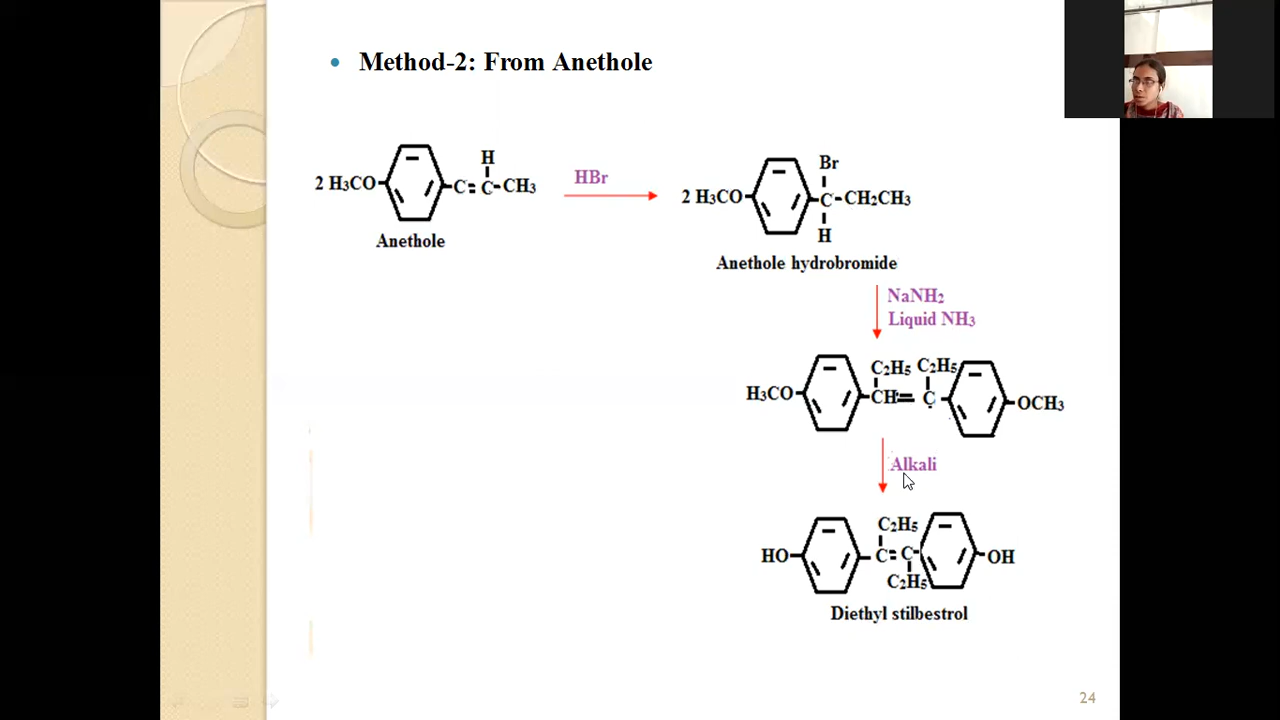 Method-2: From Anethole
H
2 H3CO C=C-CH3
Anethole
HBr
Br
2 H3CO C-CH2CH3
H
Anethole hydrobromide
NaNH2
Liquid NH3
C2H5 C2H5
H3CO CH=C OCH3
Alkali
C2H5
HO C=C OH
C2H5
Diethyl stilbestrol
24